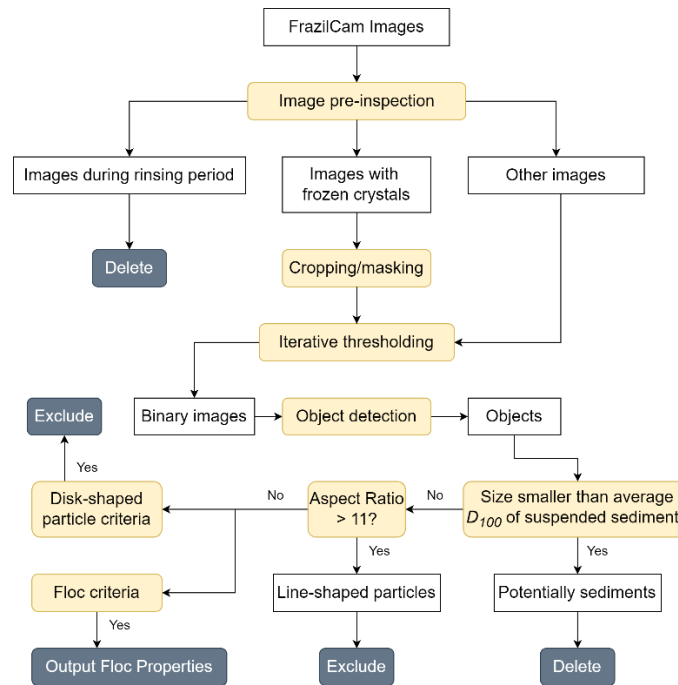 FrazilCam Images
Image pre-inspection
Images during rinsing period
Images with
frozen crystals
Other images
Delete
Cropping/masking
Iterative thresholding
Binary images
Object detection
Objects
Exclude
Yes
Disk-shaped
particle criteria
No
Aspect Ratio
> 11?
No
Size smaller than average
D100 of suspended sediment
Yes
Yes
Floc criteria
Line-shaped particles
Potentially sediments
Yes
Output Floc Properties
Exclude
Delete